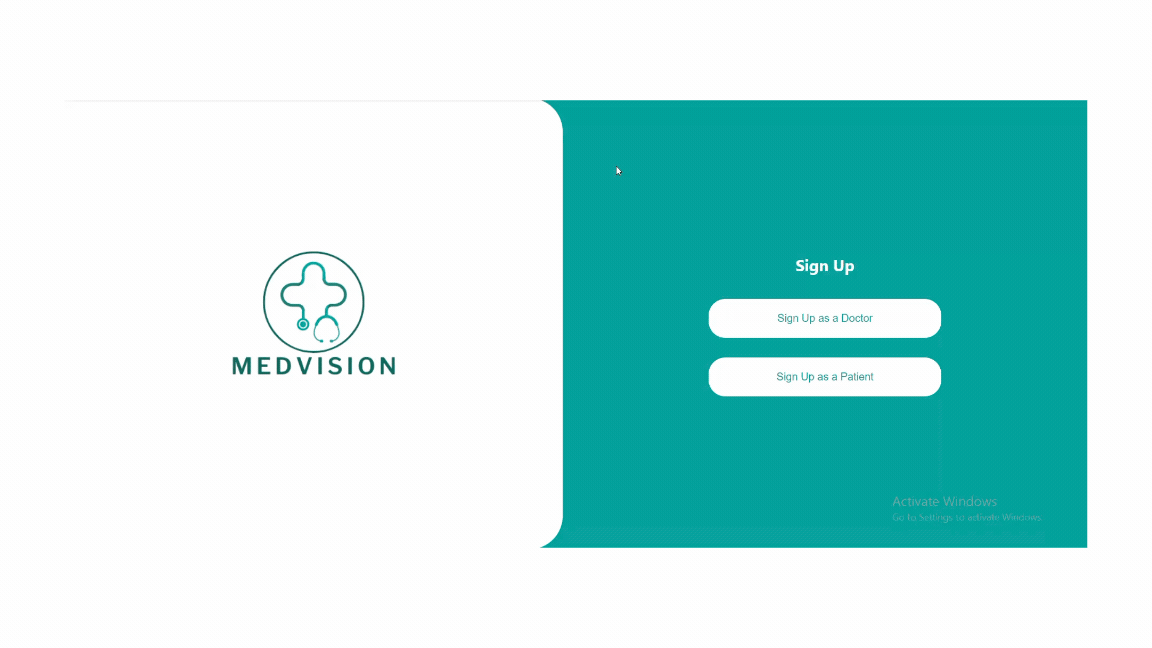 MEDVISION
Sign Up
Sign Up as a Doctor
Sign Up as a Patient
Activate Windows
Go to Settings to activate Windows.